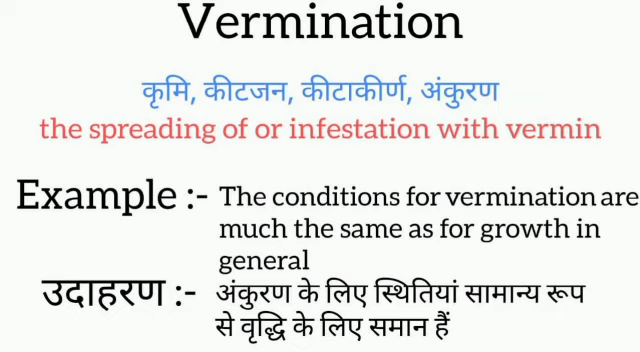 Vermination
कृमि, कीटजन, कीटाकीर्ण, अंकुरण
the spreading of or infestation with vermin
Example :- The conditions for vermination are
much the same as for growth in
general
उदाहरण :- अंकुरण के लिए स्थितियां सामान्य रूप
से वृद्धि के लिए समान हैं